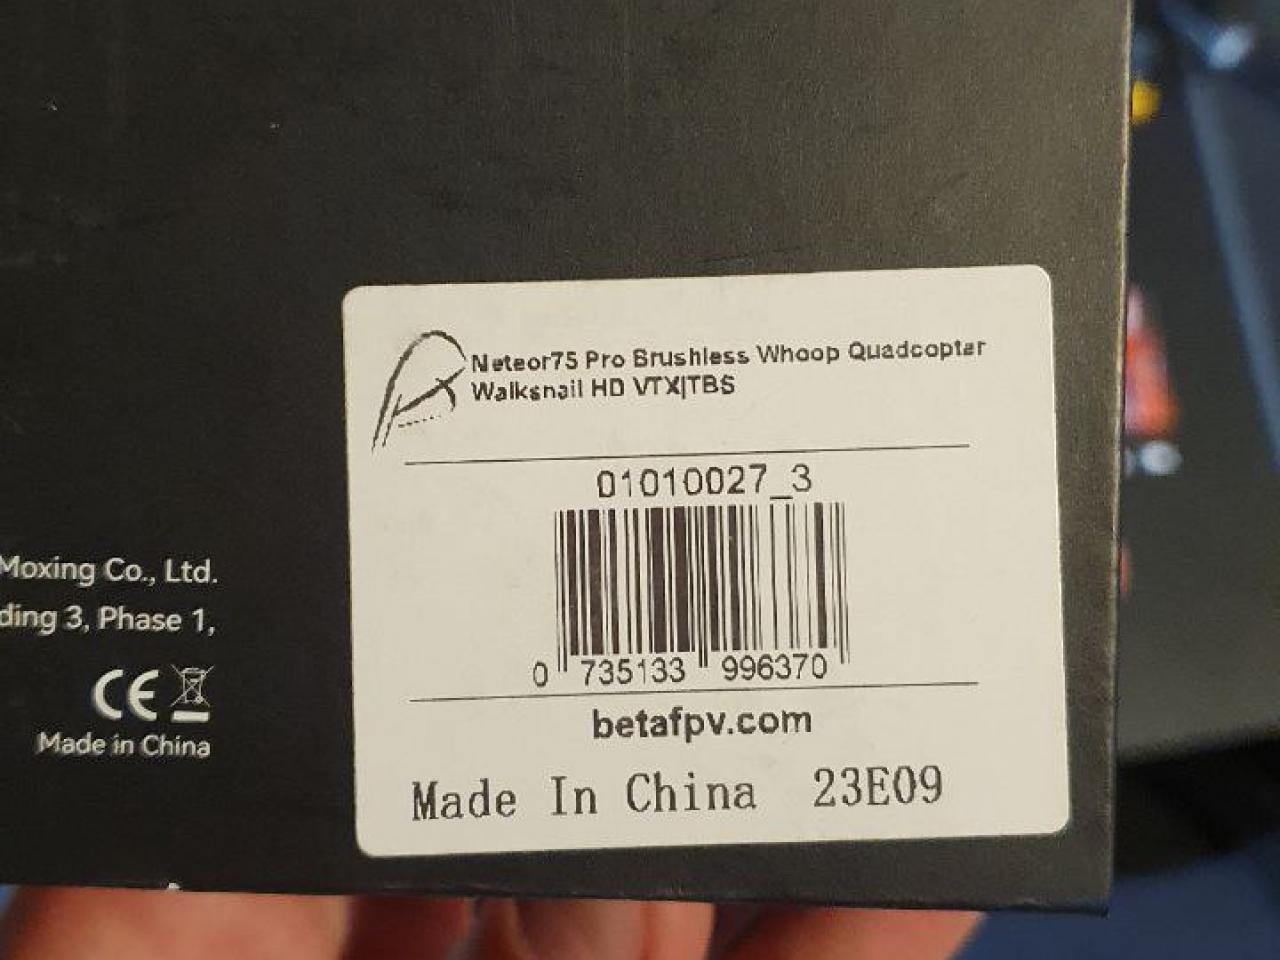 Neteor75 Pro Brushless Whoop Quadcopter
Walksnail HD VTX|TBS
01010027_3
0 735133 996370
betafpv.com
Made In China 23E09
Moxing Co., Ltd.
ding 3, Phase 1,
CE
Made in China